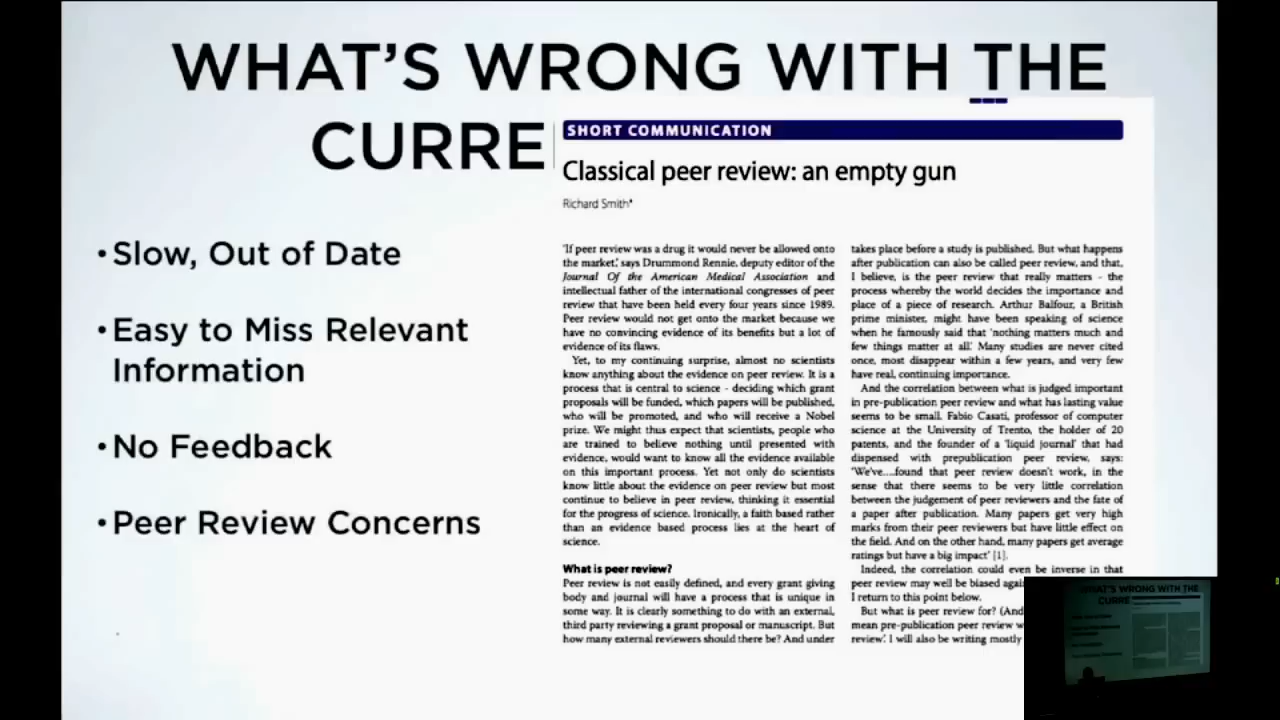 WHAT'S WRONG WITH THE
CURRE
• Slow, Out of Date
• Easy to Miss Relevant
Information
• No Feedback
• Peer Review Concerns
SHORT COMMUNICATION
Classical peer review: an empty gun
Richard Smith*
'If peer review was a drug it would never be allowed onto
the market,' says Drummond Rennie, deputy editor of the
Journal Of the American Medical Association and
intellectual father of the international congresses of peer
review that have been held every four years since 1989.
Peer review would not get onto the market because we
have no convincing evidence of its benefits but a lot of
evidence of its flaws.
Yet, to my continuing surprise, almost no scientists
know anything about the evidence on peer review. It is a
process that is central to science - deciding which grant
proposals will be funded, which papers will be published,
who will be promoted, and who will receive a Nobel
prize. We might thus expect that scientists, people who
are trained to believe nothing until presented with
evidence, would want to know all the evidence available
on this important process. Yet not only do scientists
know little about the evidence on peer review but most
continue to believe in peer review, thinking it essential
for the progress of science. Ironically, a faith based rather
than an evidence based process lies at the heart of
science.
What is peer review?
Peer review is not easily defined, and every grant giving
body and journal will have a process that is unique in
some way. It is clearly something to do with an external,
third party reviewing a grant proposal or manuscript. But
how many external reviewers should there be? And under
takes place before a study is published. But what happens
after publication can also be called peer review, and that,
I believe, is the peer review that really matters - the
process whereby the world decides the importance and
place of a piece of research. Arthur Balfour, a British
prime minister, might have been speaking of science
when he famously said that 'nothing matters much and
few things matter at all.' Many studies are never cited
once, most disappear within a few years, and very few
have real, continuing importance.
And the correlation between what is judged important
in pre-publication peer review and what has lasting value
seems to be small. Fabio Casati, professor of computer
science at the University of Trento, the holder of 20
patents, and the founder of a 'liquid journal' that had
dispensed with prepublication peer review, says:
'We've....found that peer review doesn't work, in the
sense that there seems to be very little correlation
between the judgement of peer reviewers and the fate of
a paper after publication. Many papers get very high
marks from their peer reviewers but have little effect on
the field. And on the other hand, many papers get average
ratings but have a big impact' [1].
Indeed, the correlation could even be inverse in that
peer review may well be biased agai
I return to this point below.
But what is peer review for? (And
mean pre-publication peer review w
review'. I will also be writing mostly
WHAT'S WRONG WITH THE
CURRE